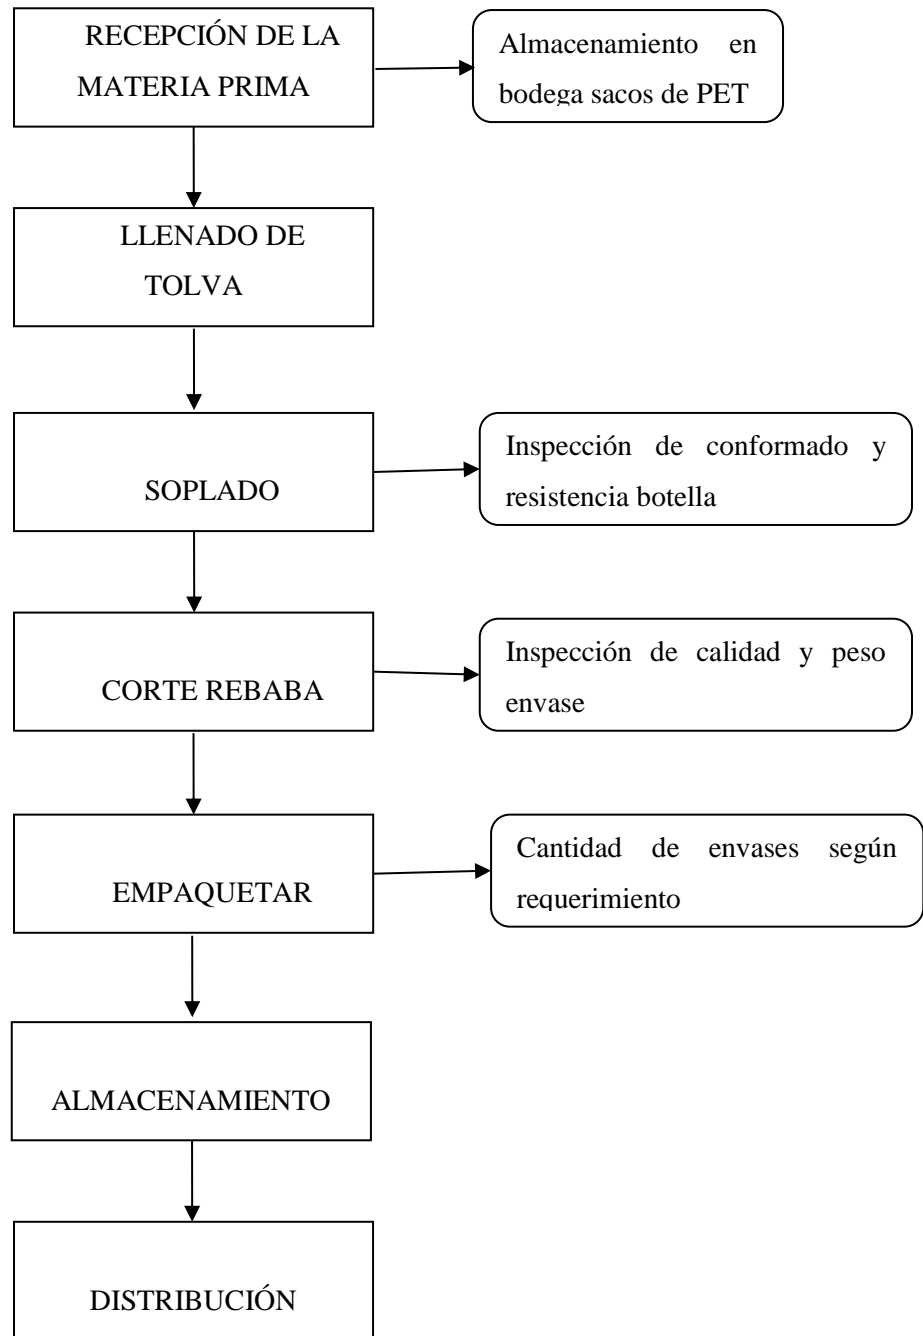 RECEPCIÓN DE LA
MATERIA PRIMA
Almacenamiento en
bodega sacos de PET
LLENADO DE
TOLVA
SOPLADO
Inspección de conformado y
resistencia botella
CORTE REBABA
Inspección de calidad y peso
envase
EMPAQUETAR
Cantidad de envases según
requerimiento
ALMACENAMIENTO
DISTRIBUCIÓN